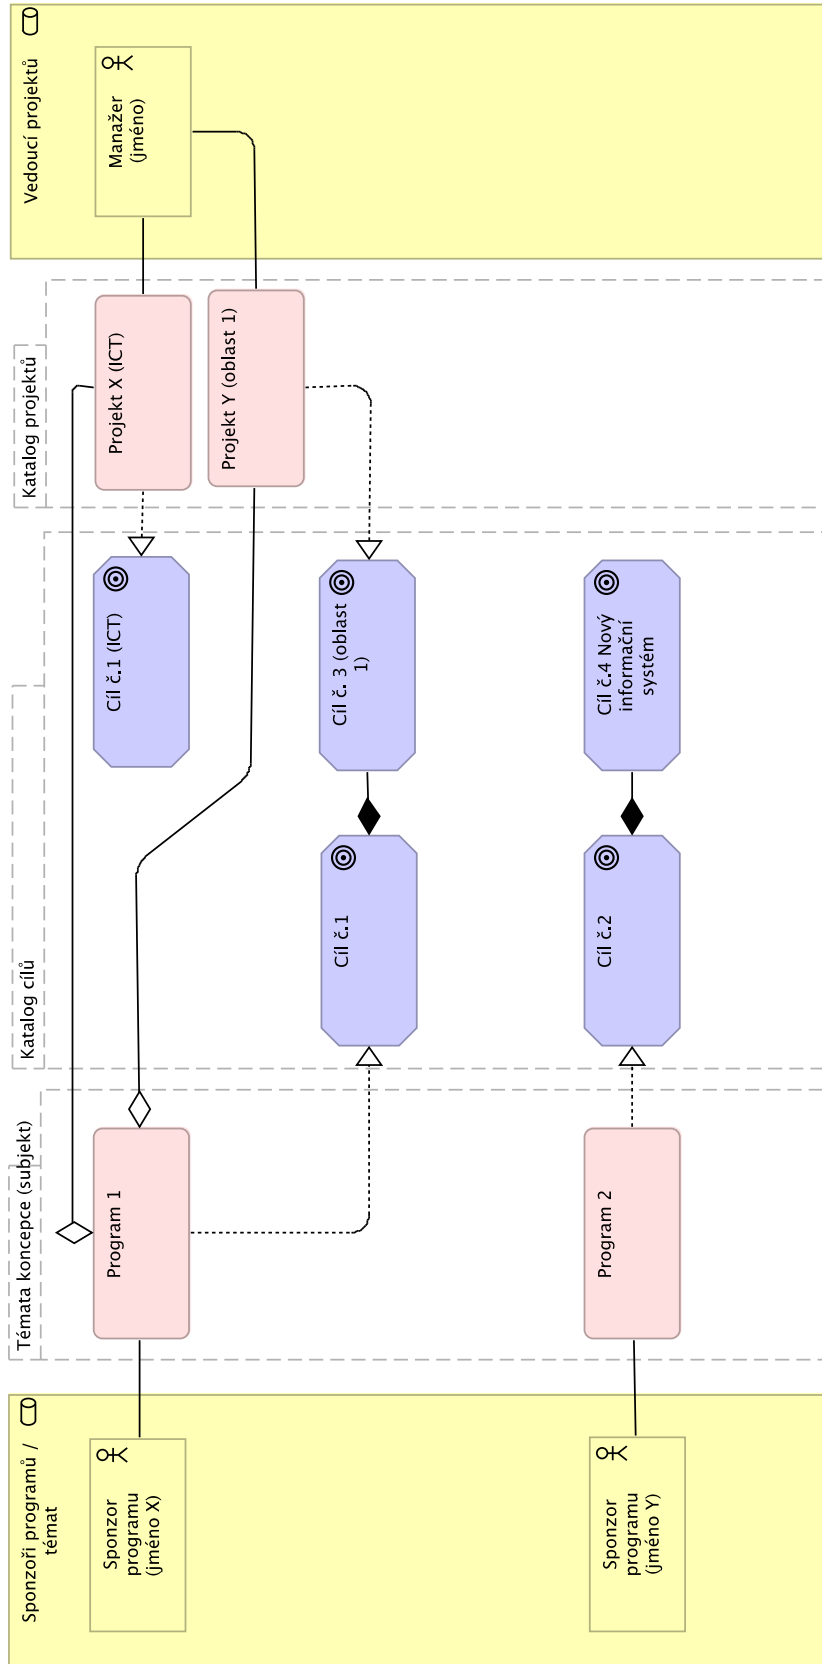 Sponzoři programů /
témat
Sponzor
programu
(jméno X)
Sponzor
programu
(jméno Y)
Témata koncepce (subjekt)
Program 1
Program 2
Katalog cílů
Cíl č.1
Cíl č.2
Cíl č.1 (ICT)
Cíl č. 3 (oblast
1)
Cíl č.4 Nový
informační
systém
Katalog projektů
Projekt X (ICT)
Projekt Y (oblast 1)
Vedoucí projektů
Manažer
(jméno)